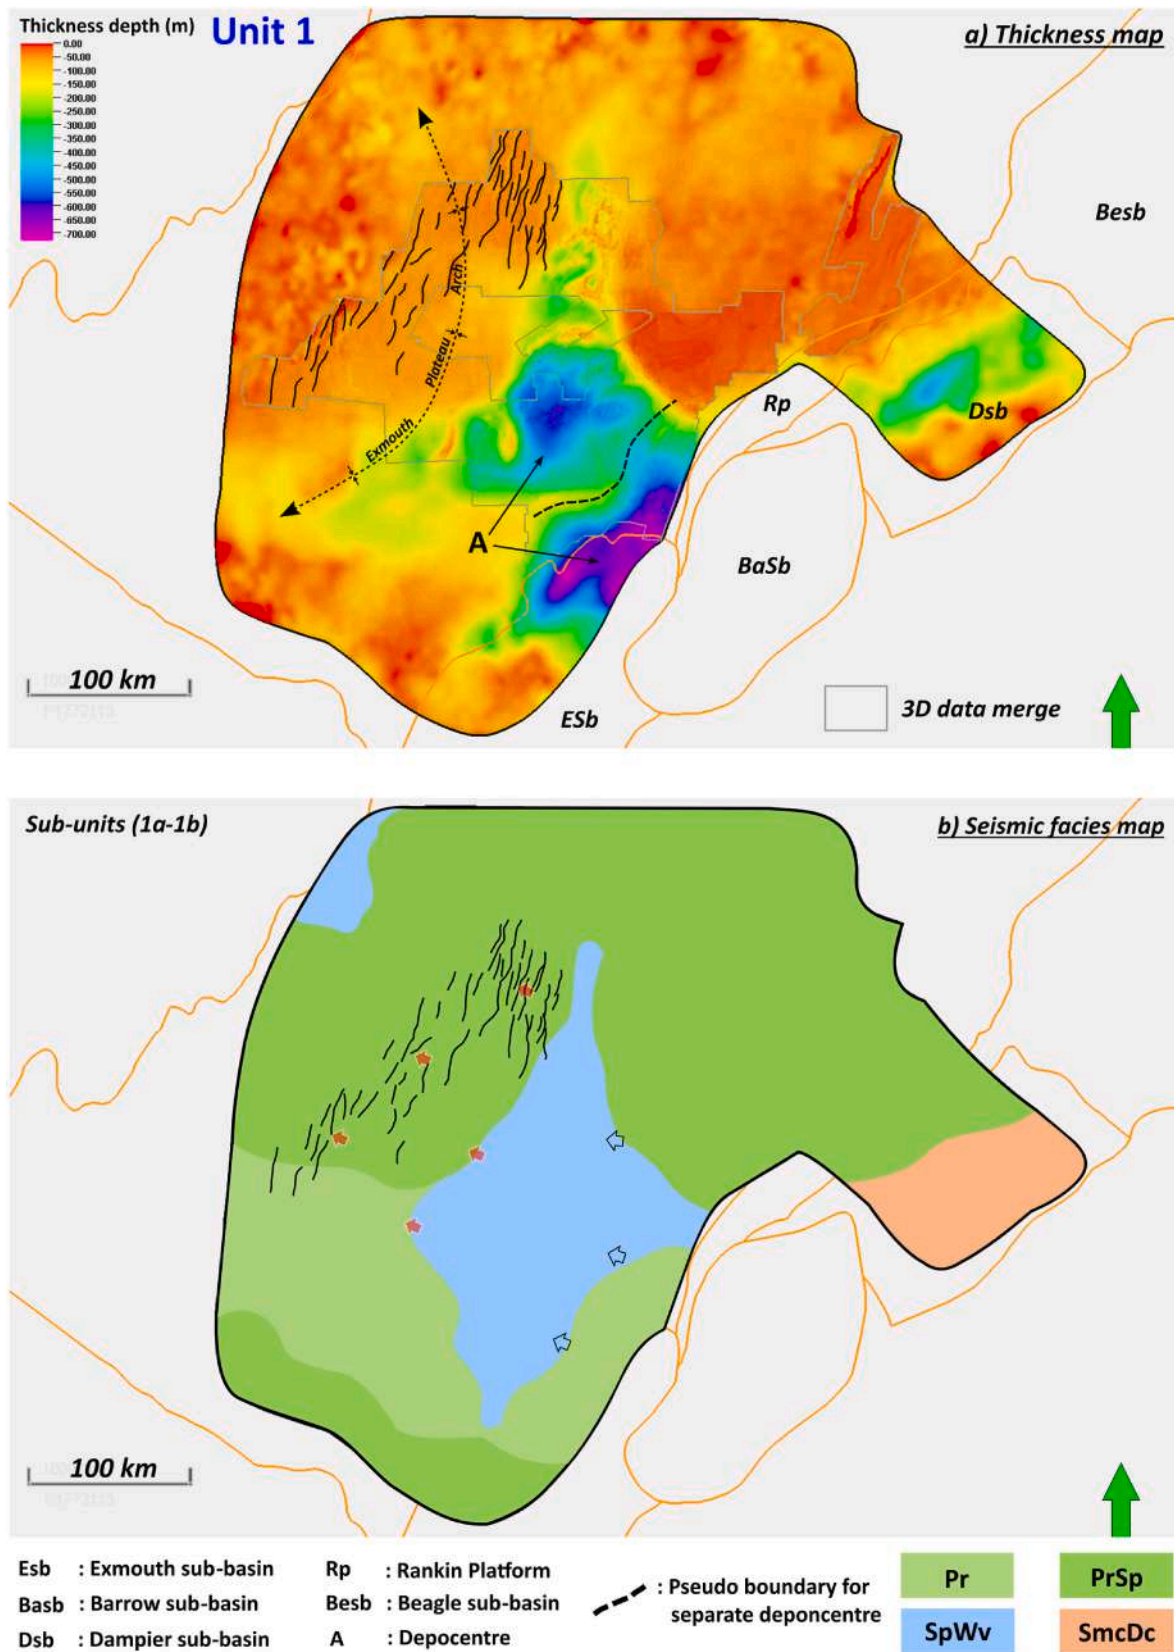 Thickness depth (m)
Unit 1
a) Thickness map
0.00
-50.00
-100.00
-150.00
-200.00
-250.00
-300.00
-350.00
-400.00
-450.00
-500.00
-550.00
-600.00
-650.00
-700.00
Besb
Arch
Plateau
Exmouth
Rp
Dsb
A
BaSb
100 km
ESb
3D data merge
Sub-units (1a-1b)
b) Seismic facies map
100 km
Esb : Exmouth sub-basin
Basb : Barrow sub-basin
Dsb : Dampier sub-basin
Rp : Rankin Platform
Besb : Beagle sub-basin
A : Depocentre
: Pseudo boundary for
separate deponcentre
Pr
PrSp
SpWv
SmcDc